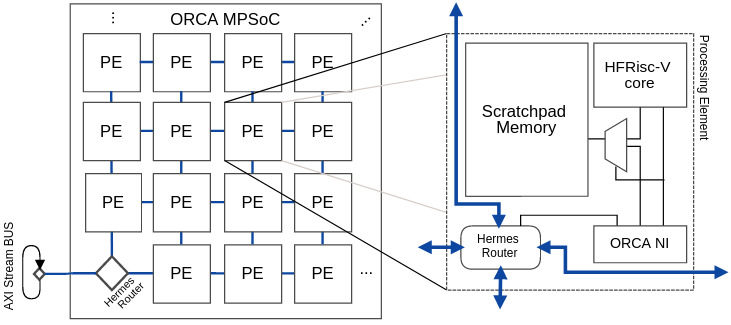 ORCA MPSoC
...
...
PE PE PE PE
PE PE PE PE
PE PE PE PE
PE PE PE
...
Hermes
Router
AXI Stream BUS
Scratchpad
Memory
HFRisc-V
core
Processing Element
Hermes
Router
ORCA NI